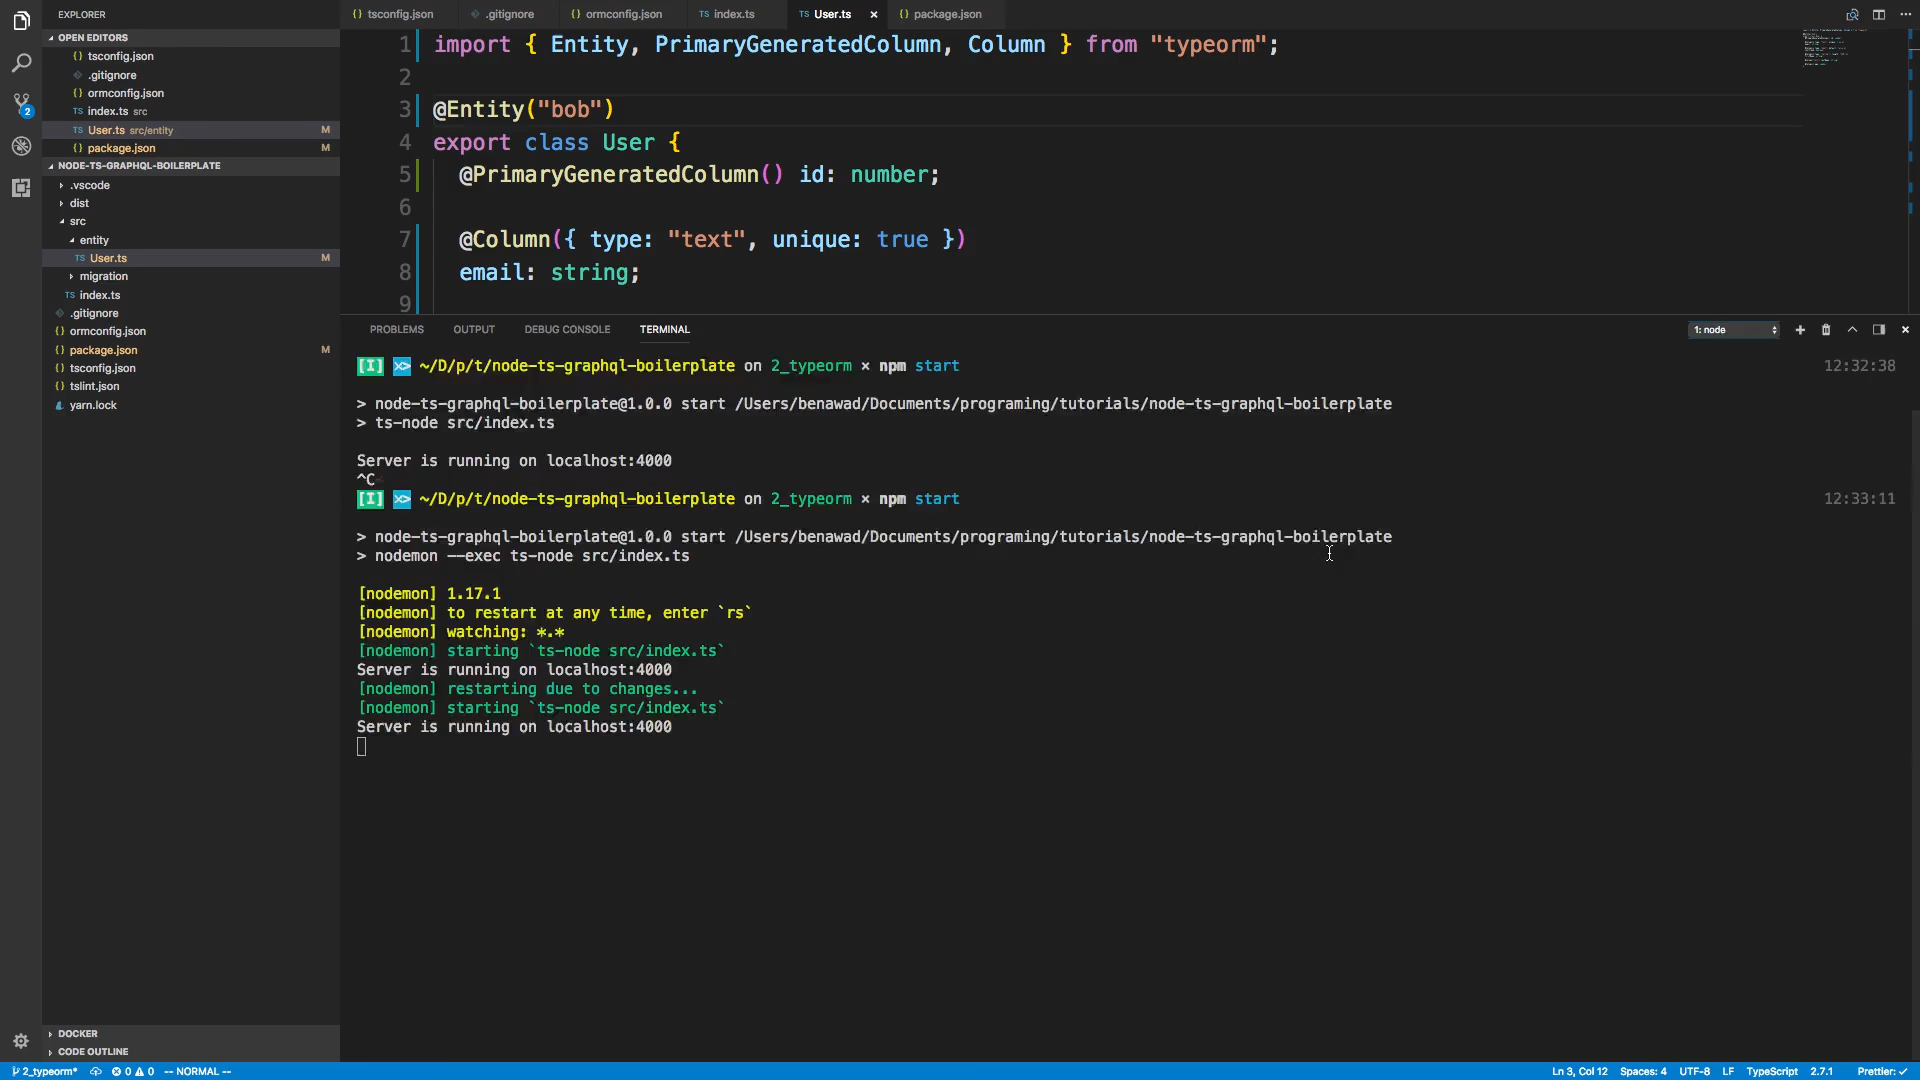 EXPLORER
OPEN EDITORS
tsconfig.json
.gitignore
ormconfig.json
TS index.ts src
TS User.ts src/entity M
package.json M
NODE-TS-GRAPHQL-BOILERPLATE
.vscode
dist
src
entity
TS User.ts M
migration
TS index.ts
.gitignore
{} ormconfig.json
{} package.json M
{} tsconfig.json
{} tslint.json
yarn.lock
DOCKER
CODE OUTLINE
2
{} tsconfig.json .gitignore {} ormconfig.json TS index.ts TS User.ts × {} package.json
1 import { Entity, PrimaryGeneratedColumn, Column } from "typeorm";
2
3 @Entity("bob")
4 export class User {
5 @PrimaryGeneratedColumn() id: number;
6
7 @Column({ type: "text", unique: true })
8 email: string;
9
PROBLEMS OUTPUT DEBUG CONSOLE TERMINAL 1: node
[I] ~/D/p/t/node-ts-graphql-boilerplate on 2_typeorm × npm start 12:32:38
> node-ts-graphql-boilerplate@1.0.0 start /Users/benawad/Documents/programing/tutorials/node-ts-graphql-boilerplate
> ts-node src/index.ts
Server is running on localhost:4000
^C
[I] ~/D/p/t/node-ts-graphql-boilerplate on 2_typeorm × npm start 12:33:11
> node-ts-graphql-boilerplate@1.0.0 start /Users/benawad/Documents/programing/tutorials/node-ts-graphql-boilerplate
> nodemon --exec ts-node src/index.ts
[nodemon] 1.17.1
[nodemon] to restart at any time, enter `rs`
[nodemon] watching: *.*
[nodemon] starting `ts-node src/index.ts`
Server is running on localhost:4000
[nodemon] restarting due to changes...
[nodemon] starting `ts-node src/index.ts`
Server is running on localhost:4000
2_typeorm* 0 0 -- NORMAL -- Ln 3, Col 12 Spaces: 4 UTF-8 LF TypeScript 2.7.1 Prettier: ✓